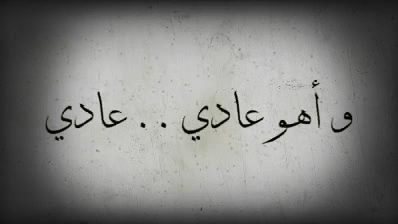 و أهو عادي . . عادي